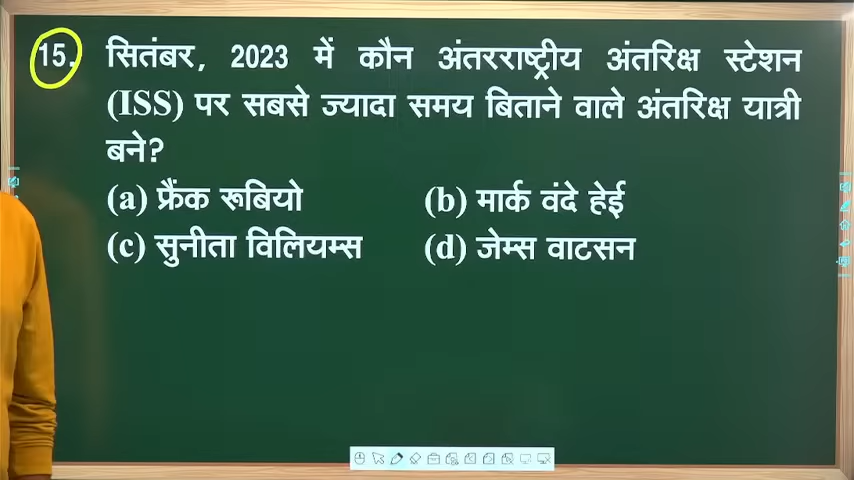 15. सितंबर, 2023 में कौन अंतरराष्ट्रीय अंतरिक्ष स्टेशन
(ISS) पर सबसे ज्यादा समय बिताने वाले अंतरिक्ष यात्री
बने?
(a) फ्रैंक रूबियो (b) मार्क वंदे हेई
(c) सुनीता विलियम्स (d) जेम्स वाटसन